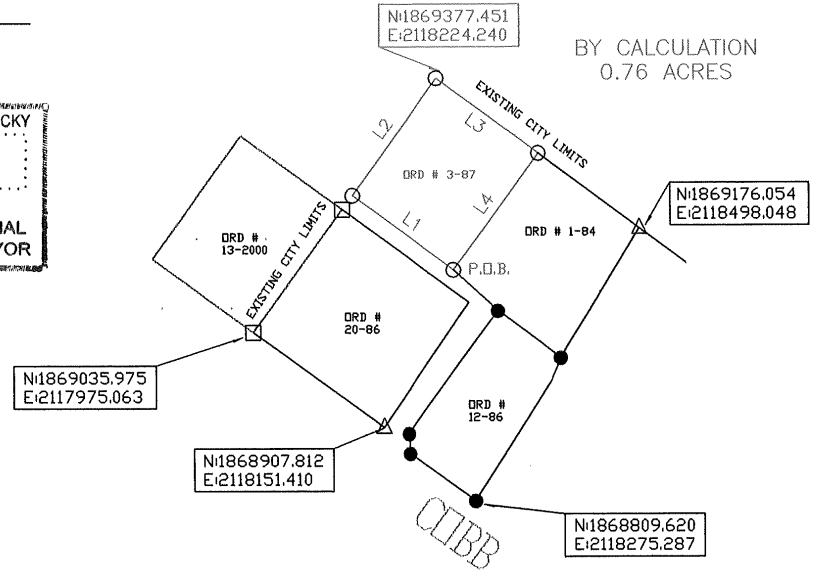 N:1869377.451
E:2118224.240
BY CALCULATION
0.76 ACRES
CKY
EXISTING CITY LIMITS
L3
L2
ORD # 3-87
L4
N:1869176.054
E:2118498.048
IAL
YOR
ORD #
13-2000
EXISTING CITY LIMITS
L1
ORD # 1-84
P.O.B.
ORD #
20-86
N:1869035.975
E:2117975.063
ORD #
12-86
N:1868907.812
E:2118151.410
COBB
N:1868809.620
E:2118275.287